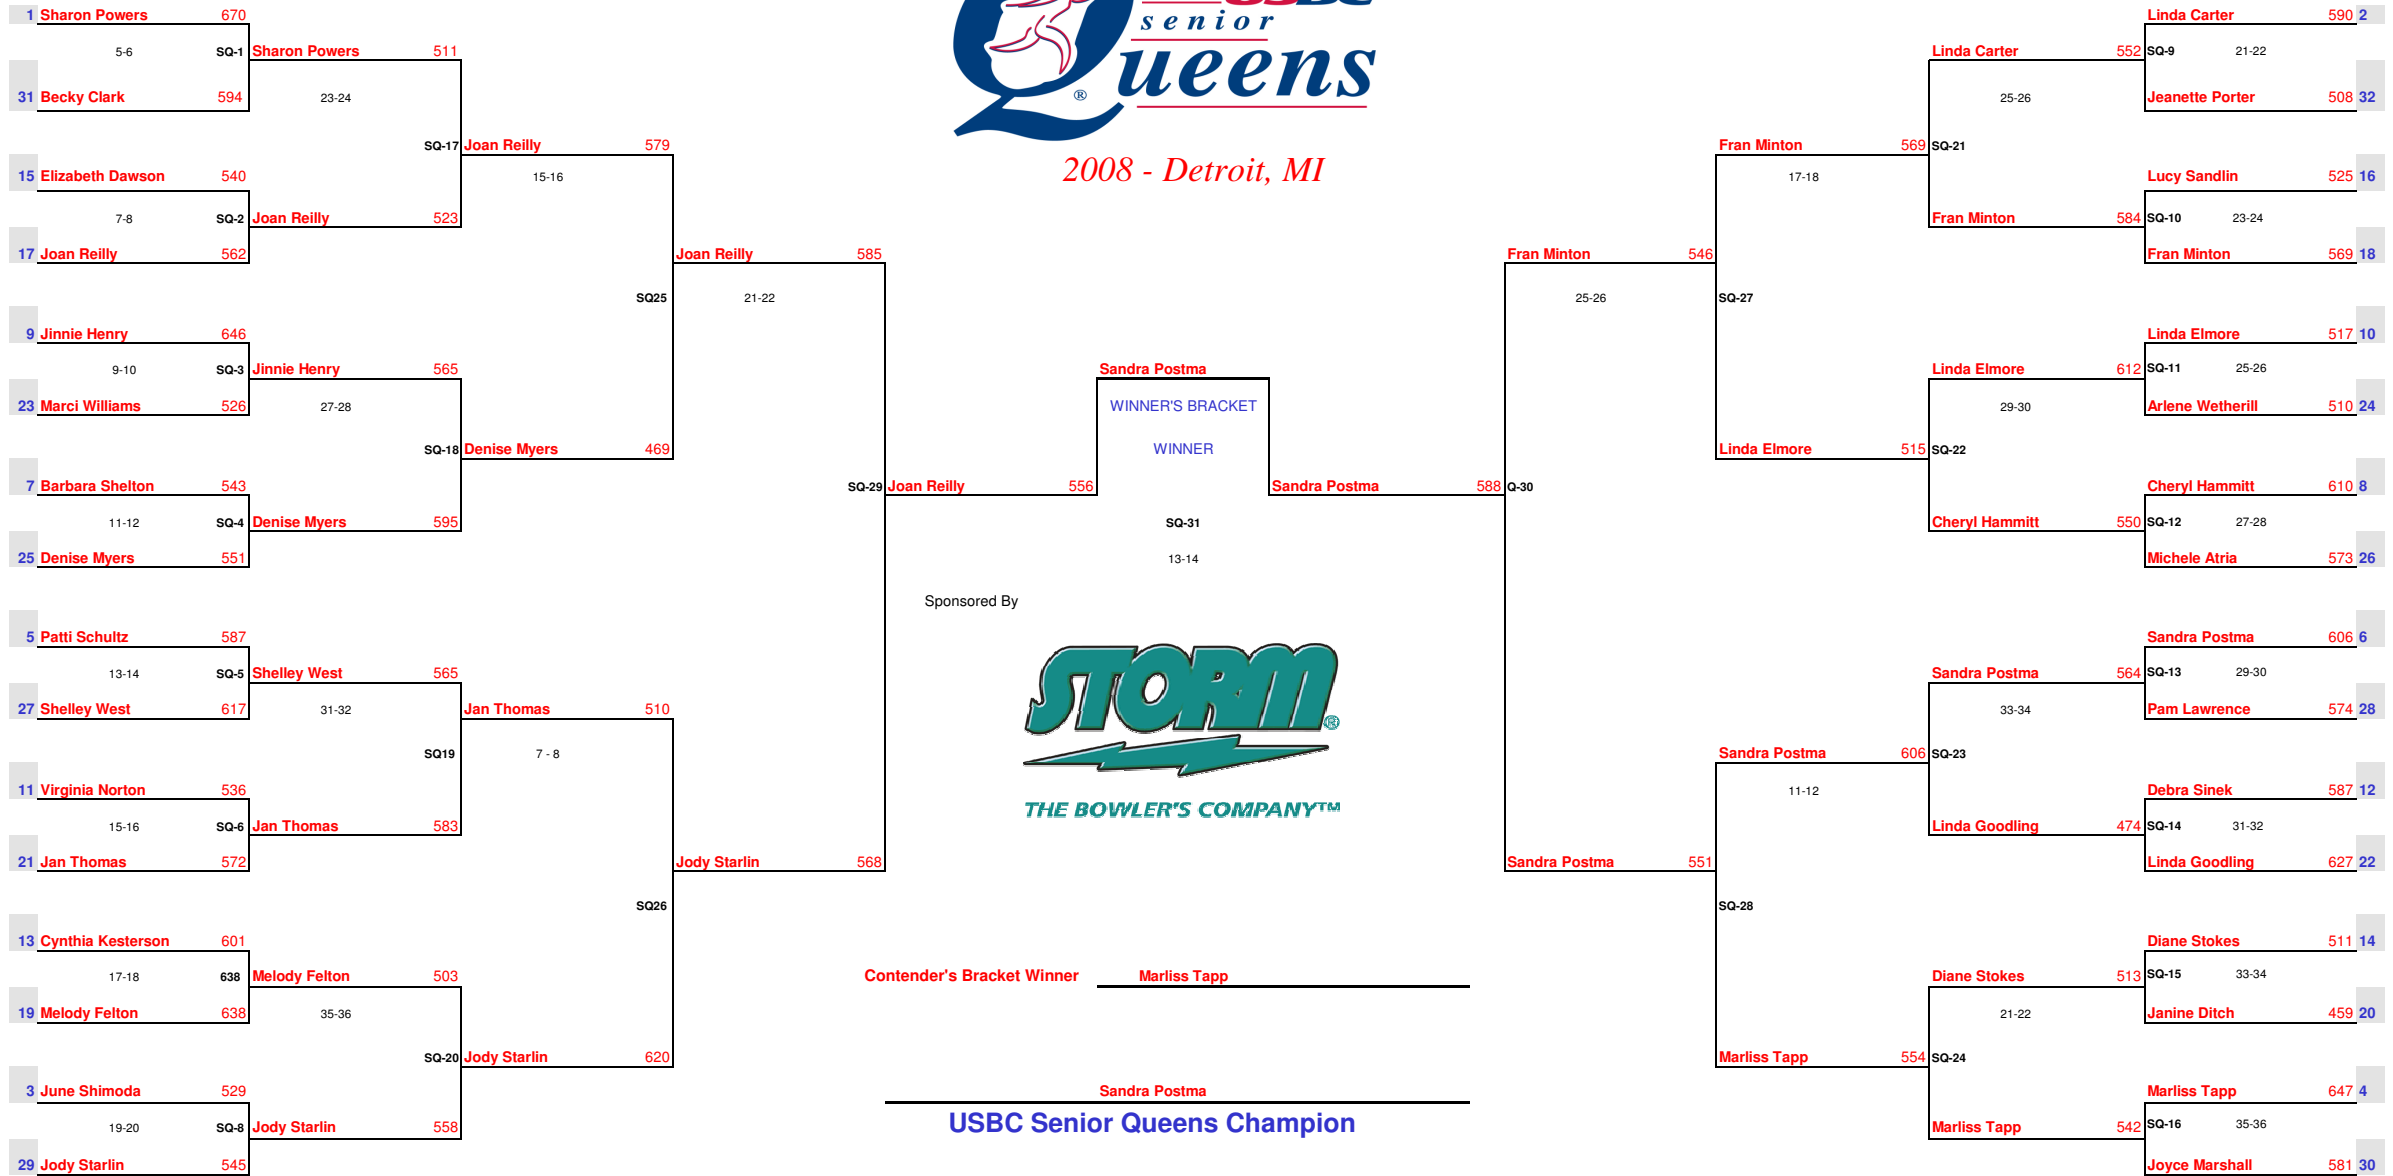 1 Sharon Powers 670
5-6 SQ-1 Sharon Powers 511
31 Becky Clark 594
23-24
SQ-17 Joan Reilly 579
15 Elizabeth Dawson 540
15-16
7-8 SQ-2 Joan Reilly 523
17 Joan Reilly 562
Joan Reilly 585
SQ25
21-22
9 Jinnie Henry 646
9-10 SQ-3 Jinnie Henry 565
23 Marci Williams 526
27-28
SQ-18 Denise Myers 469
7 Barbara Shelton 543
SQ-29 Joan Reilly 556
11-12 SQ-4 Denise Myers 595
25 Denise Myers 551
5 Patti Schultz 587
13-14 SQ-5 Shelley West 565
27 Shelley West 617
31-32
Jan Thomas 510
SQ19
7 - 8
11 Virginia Norton 536
15-16 SQ-6 Jan Thomas 583
21 Jan Thomas 572
Jody Starlin 568
SQ26
13 Cynthia Kesterson 601
17-18 638 Melody Felton 503
19 Melody Felton 638
35-36
SQ-20 Jody Starlin 620
3 June Shimoda 529
19-20 SQ-8 Jody Starlin 558
29 Jody Starlin 545
USBC
senior
Queens
®
2008 - Detroit, MI
Sandra Postma
WINNER'S BRACKET
WINNER
SQ-31
13-14
Sponsored By
STORM®
THE BOWLER'S COMPANY™
Contender's Bracket Winner Marliss Tapp
Sandra Postma
USBC Senior Queens Champion
Linda Carter 590 2
Linda Carter 552 SQ-9 21-22
Jeanette Porter 508 32
25-26
Fran Minton 569 SQ-21
Lucy Sandlin 525 16
17-18
Fran Minton 584 SQ-10 23-24
Fran Minton 569 18
Fran Minton 546
25-26
SQ-27
Linda Elmore 517 10
Linda Elmore 612 SQ-11 25-26
Arlene Wetherill 510 24
29-30
Linda Elmore 515 SQ-22
Cheryl Hammitt 610 8
Sandra Postma 588 Q-30
Cheryl Hammitt 550 SQ-12 27-28
Michele Atria 573 26
Sandra Postma 606 6
Sandra Postma 564 SQ-13 29-30
Pam Lawrence 574 28
33-34
Sandra Postma 606 SQ-23
11-12
Debra Sinek 587 12
Linda Goodling 474 SQ-14 31-32
Linda Goodling 627 22
Sandra Postma 551
SQ-28
Diane Stokes 511 14
Diane Stokes 513 SQ-15 33-34
Janine Ditch 459 20
21-22
Marliss Tapp 554 SQ-24
Marliss Tapp 647 4
Marliss Tapp 542 SQ-16 35-36
Joyce Marshall 581 30